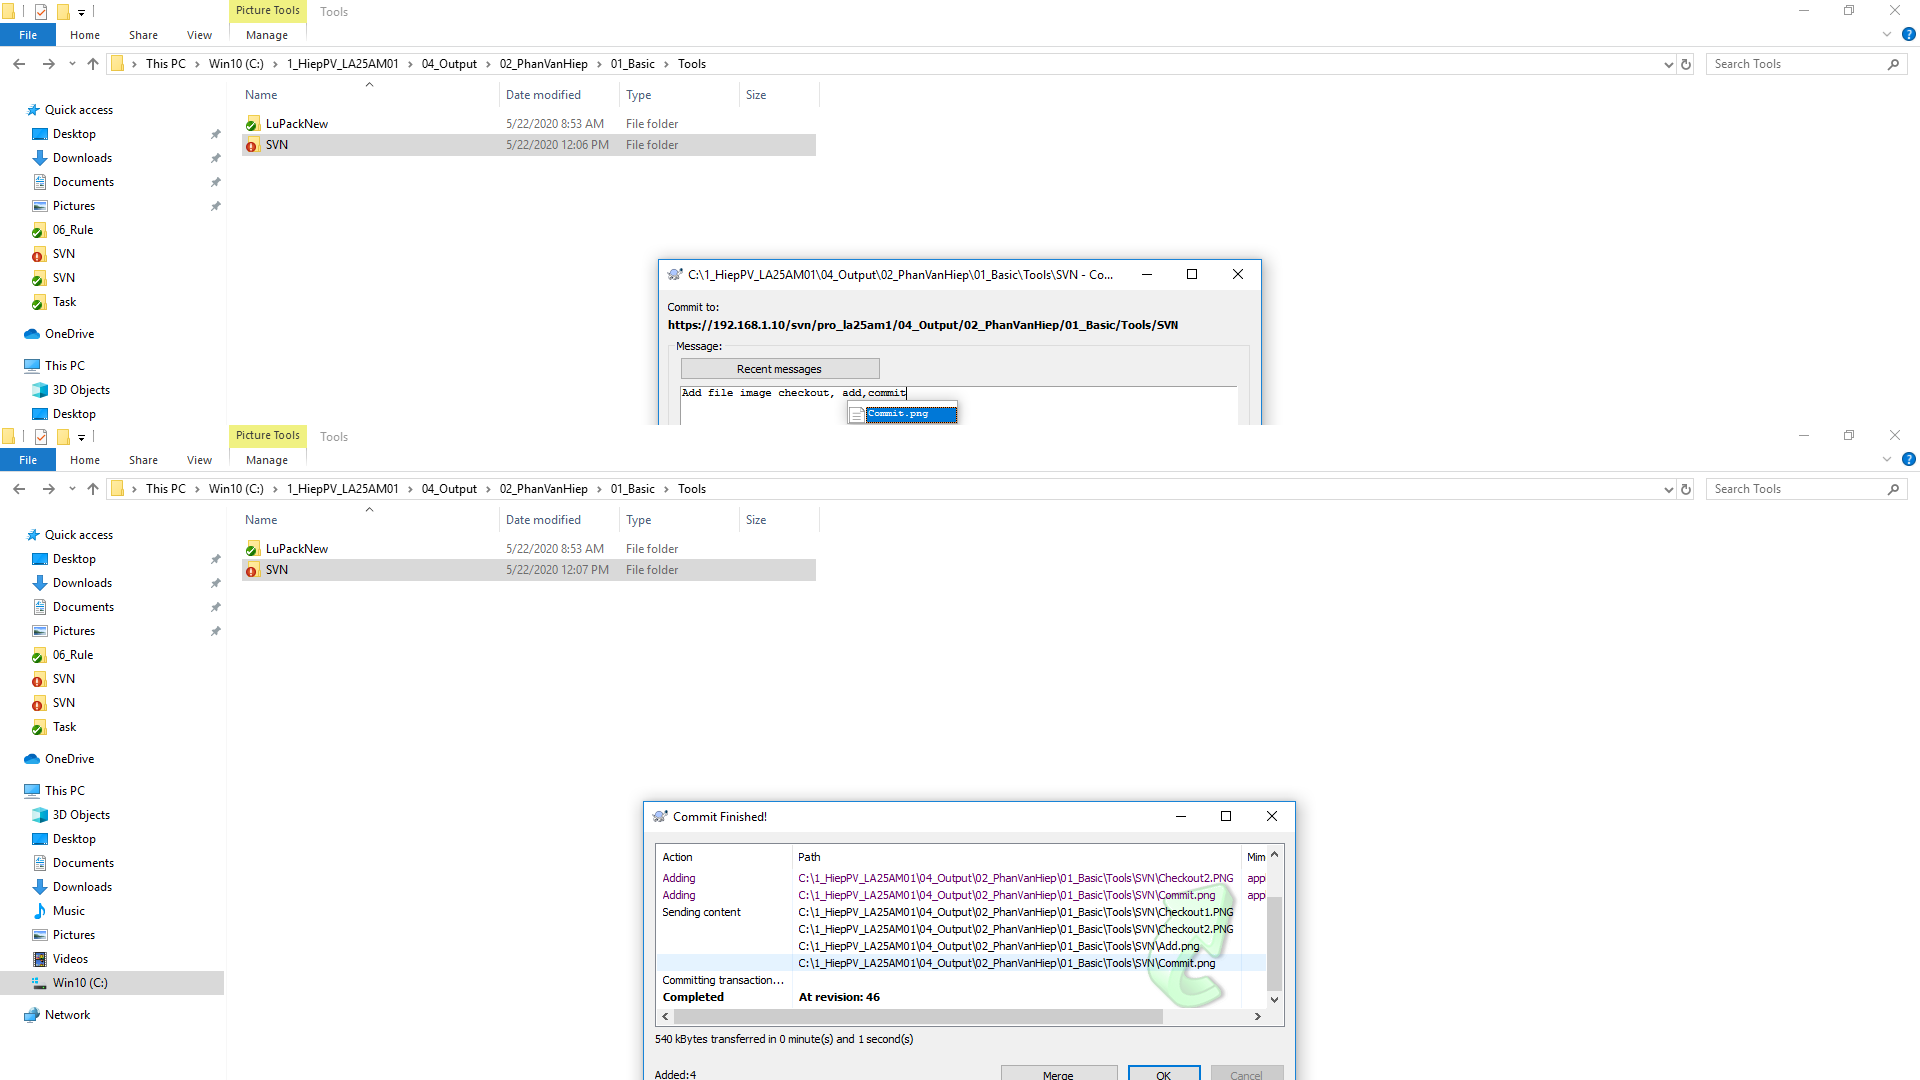 Picture Tools
Tools
File
Home
Share
View
Manage
This PC
Win10 (C:)
1_HiepPV_LA25AM01
04_Output
02_PhanVanHiep
01_Basic
Tools
Search Tools
Name
Date modified
Type
Size
Quick access
Desktop
Downloads
Documents
Pictures
06_Rule
SVN
SVN
Task
OneDrive
This PC
3D Objects
Desktop
LuPackNew 5/22/2020 8:53 AM File folder
SVN 5/22/2020 12:06 PM File folder
C:\1_HiepPV_LA25AM01\04_Output\02_PhanVanHiep\01_Basic\Tools\SVN - Co...
Commit to:
https://192.168.1.10/svn/pro_la25am1/04_Output/02_PhanVanHiep/01_Basic/Tools/SVN
Message:
Recent messages
Add file image checkout, add,commit
Commit.png
Picture Tools
Tools
File
Home
Share
View
Manage
This PC
Win10 (C:)
1_HiepPV_LA25AM01
04_Output
02_PhanVanHiep
01_Basic
Tools
Search Tools
Name
Date modified
Type
Size
Quick access
Desktop
Downloads
Documents
Pictures
06_Rule
SVN
SVN
Task
OneDrive
This PC
3D Objects
Desktop
Documents
Downloads
Music
Pictures
Videos
Win10 (C:)
Network
LuPackNew 5/22/2020 8:53 AM File folder
SVN 5/22/2020 12:07 PM File folder
Commit Finished!
Action Path Mim
Adding C:\1_HiepPV_LA25AM01\04_Output\02_PhanVanHiep\01_Basic\Tools\SVN\Checkout2.PNG app
Adding C:\1_HiepPV_LA25AM01\04_Output\02_PhanVanHiep\01_Basic\Tools\SVN\Commit.png app
Sending content C:\1_HiepPV_LA25AM01\04_Output\02_PhanVanHiep\01_Basic\Tools\SVN\Checkout1.PNG
C:\1_HiepPV_LA25AM01\04_Output\02_PhanVanHiep\01_Basic\Tools\SVN\Checkout2.PNG
C:\1_HiepPV_LA25AM01\04_Output\02_PhanVanHiep\01_Basic\Tools\SVN\Add.png
C:\1_HiepPV_LA25AM01\04_Output\02_PhanVanHiep\01_Basic\Tools\SVN\Commit.png
Committing transaction...
Completed At revision: 46
540 kBytes transferred in 0 minute(s) and 1 second(s)
Added:4
Merge
OK
Cancel